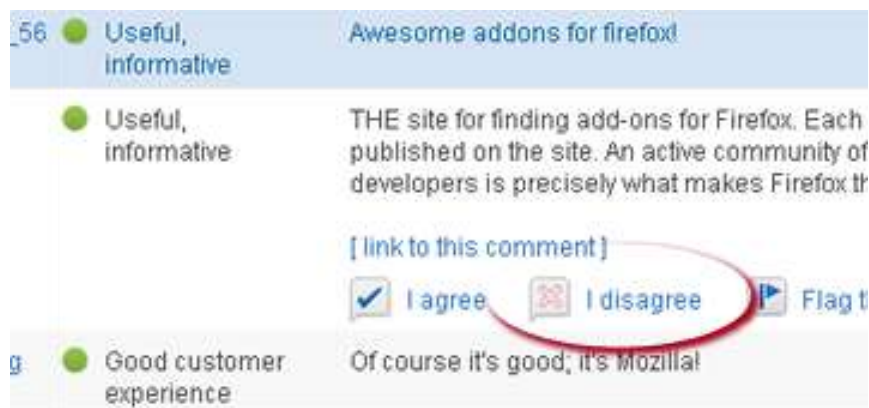 _56 Useful, Awesome addons for firefox!
informative
Useful, THE site for finding add-ons for Firefox. Each
informative published on the site. An active community of
developers is precisely what makes Firefox th
[ link to this comment ]
I agree I disagree Flag t
g Good customer Of course it's good; it's Mozilla!
experience